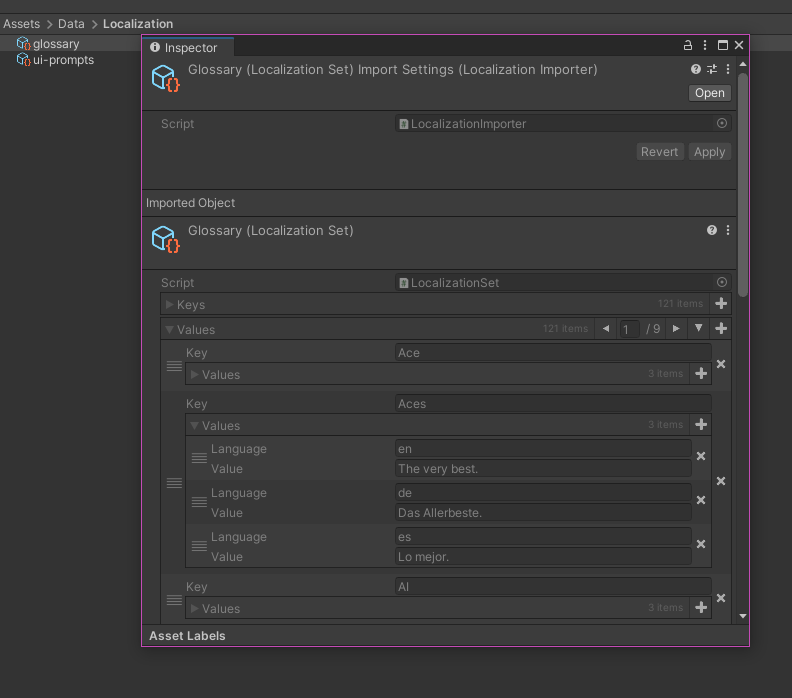 Assets > Data > Localization
glossary
ui-prompts
Inspector
Glossary (Localization Set) Import Settings (Localization Importer)
Open
Script LocalizationImporter
Revert Apply
Imported Object
Glossary (Localization Set)
Script LocalizationSet
Keys 121 items
Values 121 items 1 / 9
Key Ace
Values 3 items
Key Aces
Values 3 items
Language en
Value The very best.
Language de
Value Das Allerbeste.
Language es
Value Lo mejor.
Key AI
Values 3 items
Asset Labels